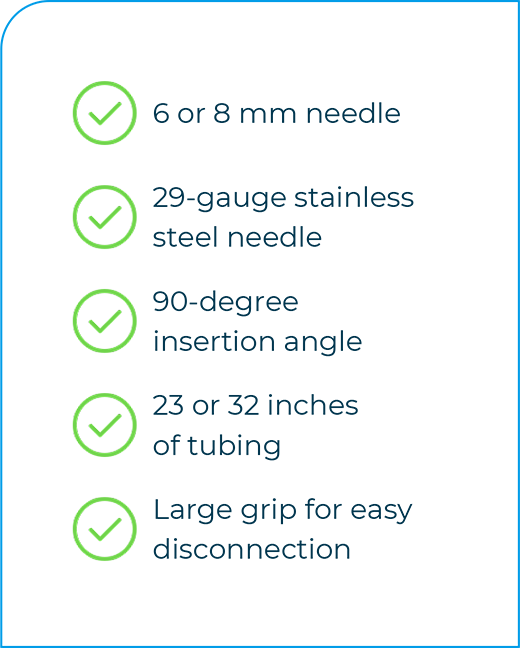 6 or 8 mm needle
29-gauge stainless
steel needle
90-degree
insertion angle
23 or 32 inches
of tubing
Large grip for easy
disconnection